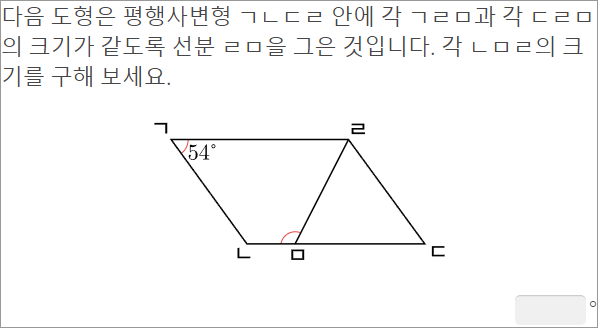 다음 도형은 평행사변형 ㄱㄴㄷㄹ 안에 각 ㄱㄹㅁ과 각 ㄷㄹㅁ
의 크기가 같도록 선분 ㄹㅁ을 그은 것입니다. 각 ㄴㅁㄹ의 크
기를 구해 보세요.
ㄱ ㄹ
54°
ㄴ ㅁ ㄷ
°